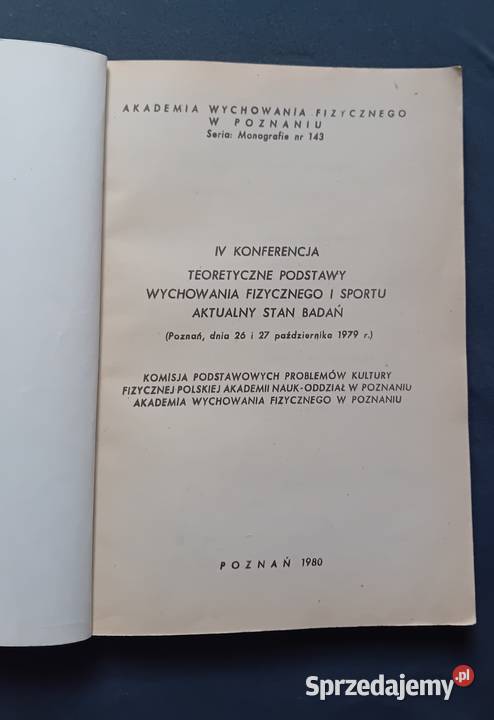 AKADEMIA WYCHOWANIA FIZYCZNEGO
W POZNANIU
Seria: Monografie nr 143
IV KONFERENCJA
TEORETYCZNE PODSTAWY
WYCHOWANIA FIZYCZNEGO I SPORTU
AKTUALNY STAN BADAŃ
(Poznań, dnia 26 i 27 października 1979 r.)
KOMISJA PODSTAWOWYCH PROBLEMÓW KULTURY
FIZYCZNEJ POLSKIEJ AKADEMII NAUK-ODDZIAŁ W POZNANIU
AKADEMIA WYCHOWANIA FIZYCZNEGO W POZNANIU
POZNAŃ 1980
Sprzedajemy.pl